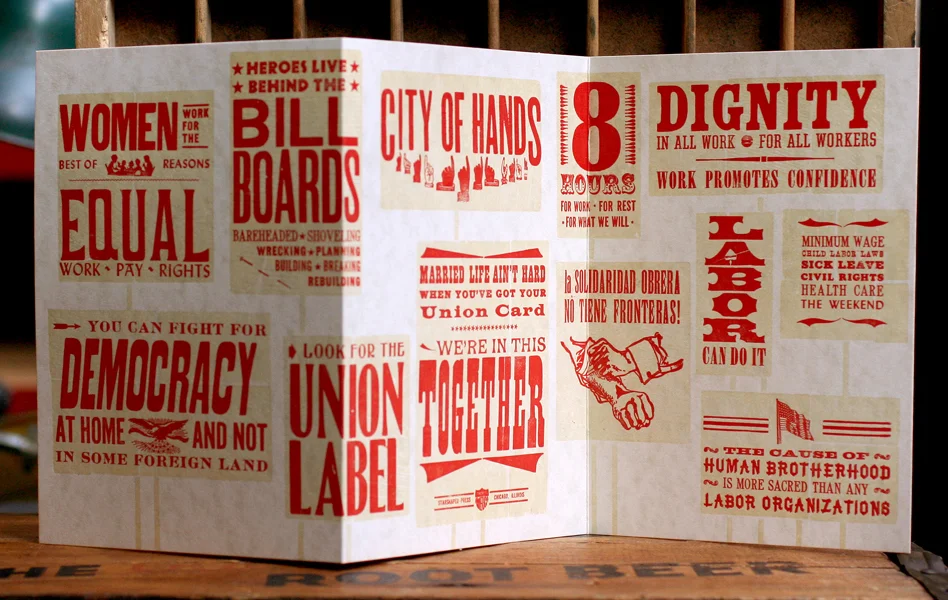 WOMEN
WORK
FOR
THE
BEST OF REASONS
EQUAL
WORK · PAY · RIGHTS
YOU CAN FIGHT FOR
DEMOCRACY
AT HOME AND NOT
IN SOME FOREIGN LAND
★ HEROES LIVE ★
★ BEHIND THE ★
BILL
BOARDS
BAREHEADED ★ SHOVELING
WRECKING ★ PLANNING
BUILDING ★ BREAKING
REBUILDING
LOOK FOR THE
UNION
LABEL
CITY OF HANDS
MARRIED LIFE AIN'T HARD
WHEN YOU'VE GOT YOUR
Union Card
WE'RE IN THIS
TOGETHER
STARSHAPED PRESS CHICAGO, ILLINOIS
8
HOURS
FOR WORK · FOR REST
· FOR WHAT WE WILL ·
la SOLIDARIDAD OBRERA
NO TIENE FRONTERAS!
DIGNITY
IN ALL WORK FOR ALL WORKERS
WORK PROMOTES CONFIDENCE
LABOR
CAN DO IT
MINIMUM WAGE
CHILD LABOR LAWS
SICK LEAVE
CIVIL RIGHTS
HEALTH CARE
THE WEEKEND
~ THE CAUSE OF ~
HUMAN BROTHERHOOD
~ IS MORE SACRED THAN ANY ~
LABOR ORGANIZATIONS
HE ROOT BEER